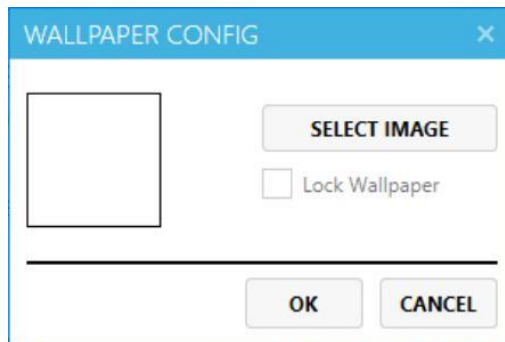 WALLPAPER CONFIG
SELECT IMAGE
Lock Wallpaper
OK CANCEL